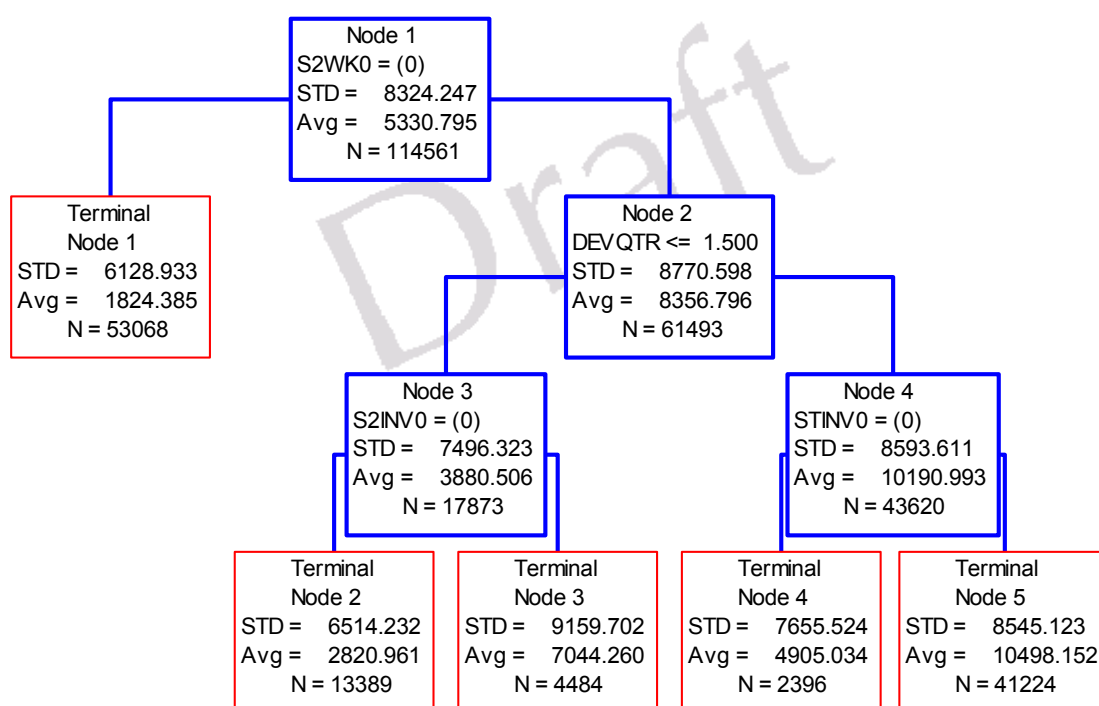 Node 1
S2WK0 = (0)
STD = 8324.247
Avg = 5330.795
N = 114561
Draft
Terminal
Node 1
STD = 6128.933
Avg = 1824.385
N = 53068
Node 2
DEVQTR <= 1.500
STD = 8770.598
Avg = 8356.796
N = 61493
Node 3
S2INV0 = (0)
STD = 7496.323
Avg = 3880.506
N = 17873
Node 4
STINV0 = (0)
STD = 8593.611
Avg = 10190.993
N = 43620
Terminal
Node 2
STD = 6514.232
Avg = 2820.961
N = 13389
Terminal
Node 3
STD = 9159.702
Avg = 7044.260
N = 4484
Terminal
Node 4
STD = 7655.524
Avg = 4905.034
N = 2396
Terminal
Node 5
STD = 8545.123
Avg = 10498.152
N = 41224